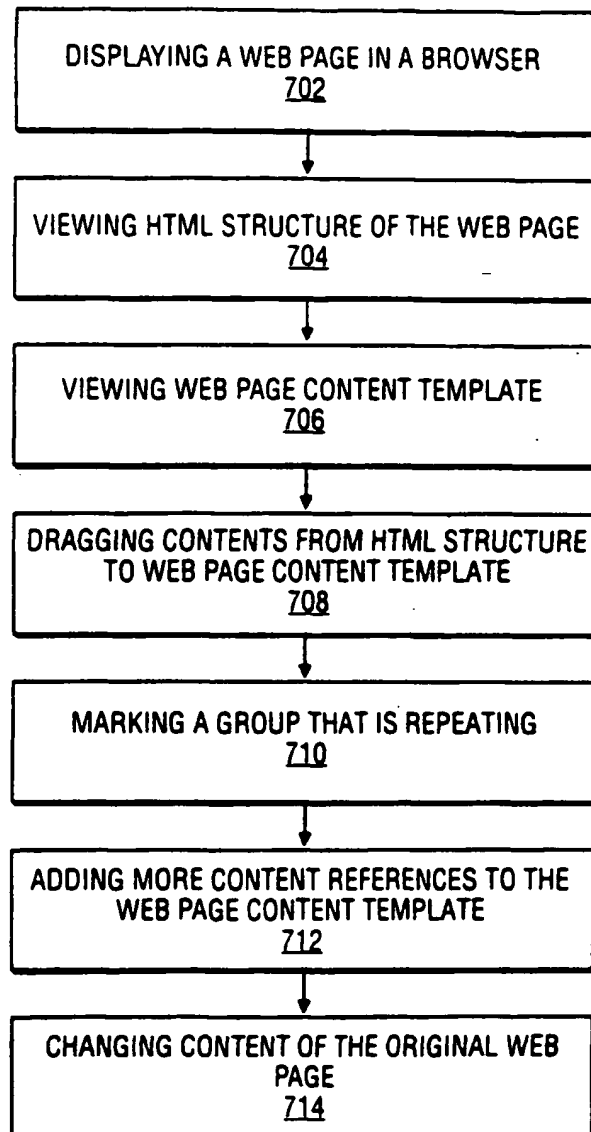 DISPLAYING A WEB PAGE IN A BROWSER
702
VIEWING HTML STRUCTURE OF THE WEB PAGE
704
VIEWING WEB PAGE CONTENT TEMPLATE
706
DRAGGING CONTENTS FROM HTML STRUCTURE
TO WEB PAGE CONTENT TEMPLATE
708
MARKING A GROUP THAT IS REPEATING
710
ADDING MORE CONTENT REFERENCES TO THE
WEB PAGE CONTENT TEMPLATE
712
CHANGING CONTENT OF THE ORIGINAL WEB
PAGE
714